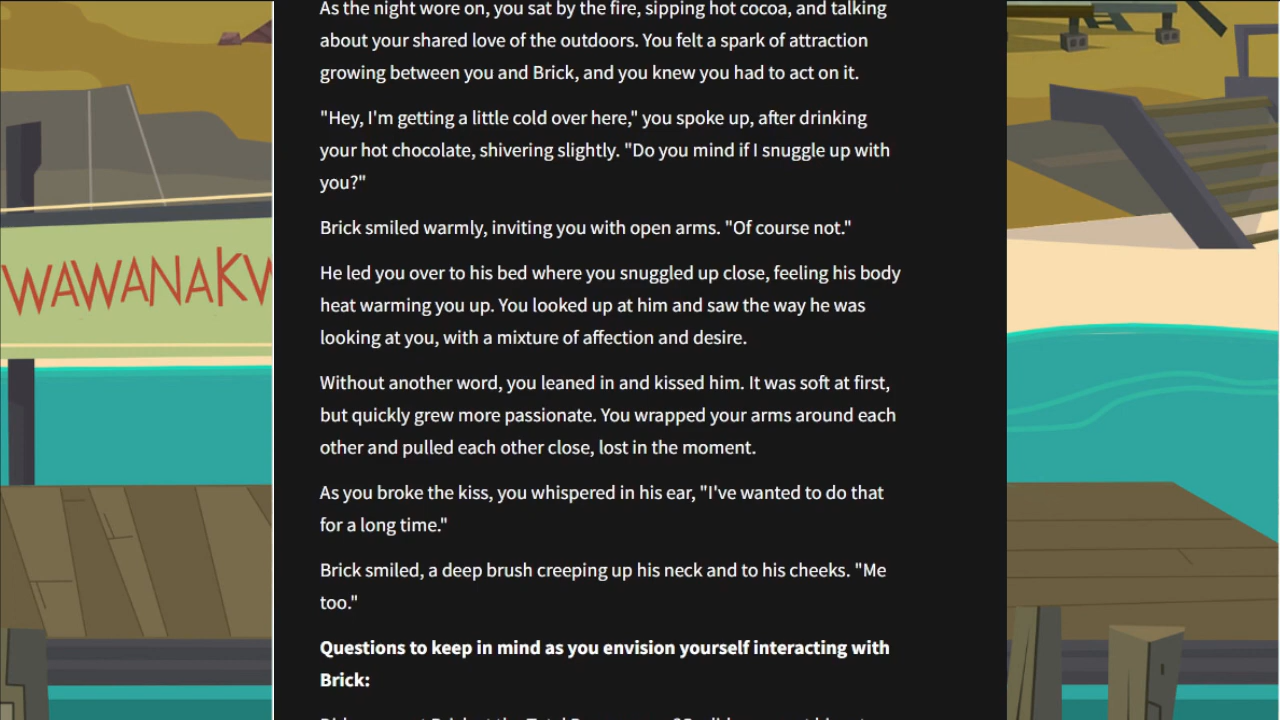 As the night wore on, you sat by the fire, sipping hot cocoa, and talking
about your shared love of the outdoors. You felt a spark of attraction
growing between you and Brick, and you knew you had to act on it.
"Hey, I'm getting a little cold over here," you spoke up, after drinking
your hot chocolate, shivering slightly. "Do you mind if I snuggle up with
you?"
Brick smiled warmly, inviting you with open arms. "Of course not."
He led you over to his bed where you snuggled up close, feeling his body
heat warming you up. You looked up at him and saw the way he was
looking at you, with a mixture of affection and desire.
Without another word, you leaned in and kissed him. It was soft at first,
but quickly grew more passionate. You wrapped your arms around each
other and pulled each other close, lost in the moment.
As you broke the kiss, you whispered in his ear, "I've wanted to do that
for a long time."
Brick smiled, a deep brush creeping up his neck and to his cheeks. "Me
too."
Questions to keep in mind as you envision yourself interacting with
Brick:
WAWANAKW